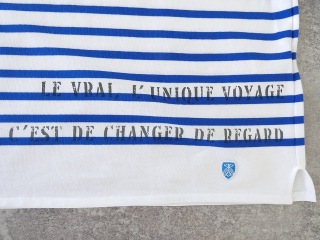 LE VRAI, L'UNIQUE VOYAGE
C'EST DE CHANGER DE REGARD